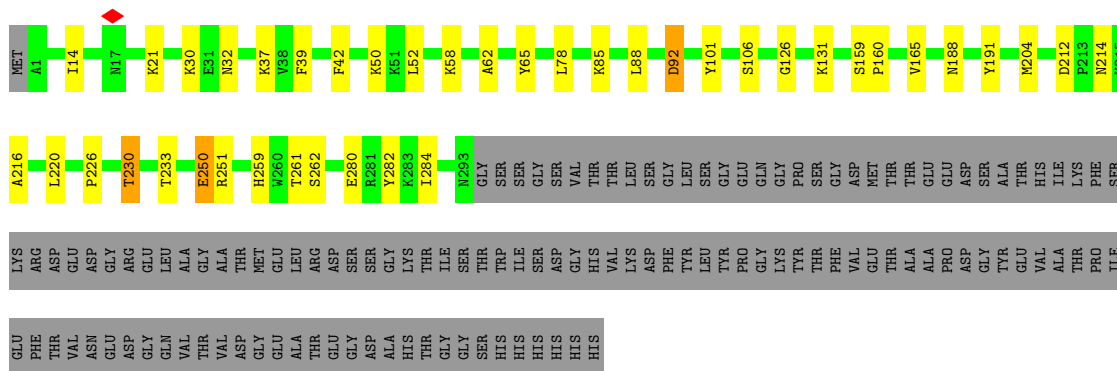 MET A1 I14 N17 K21 K30 E31 N32 K37 V38 F39 F42 K50 K51 L52 K58 A62 Y65 L78 K85 L88 D92 Y101 S106 G126 K131 S159 P160 V165 N188 Y191 M204 D212 P213 N214
A216 L220 P226 T230 T233 E250 R251 H259 W260 T261 S262 E280 R281 Y282 K283 I284 N293 THR GLY SER SER GLY SER VAL THR THR LEU SER GLY LEU SER GLY GLU GLN GLY PRO SER GLY ASP MET THR THR GLU GLU ASP SER ALA THR HIS ILE LYS PHE SER
LYS ARG ASP GLU ASP GLY ARG GLU LEU ALA GLY ALA THR MET GLU LEU ARG ASP SER SER GLY LYS THR ILE SER THR TRP ILE SER ASP GLY HIS VAL LYS ASP PHE TYR LEU TYR PRO GLY LYS TYR THR PHE VAL GLU THR ALA ALA PRO ASP GLY TYR GLU VAL ALA THR PRO ILE
GLU PHE THR VAL ASN GLU ASP GLY GLN VAL THR VAL ASP GLY GLU ALA THR GLU GLY ASP ALA HIS THR GLY GLY SER HIS HIS HIS HIS HIS HIS